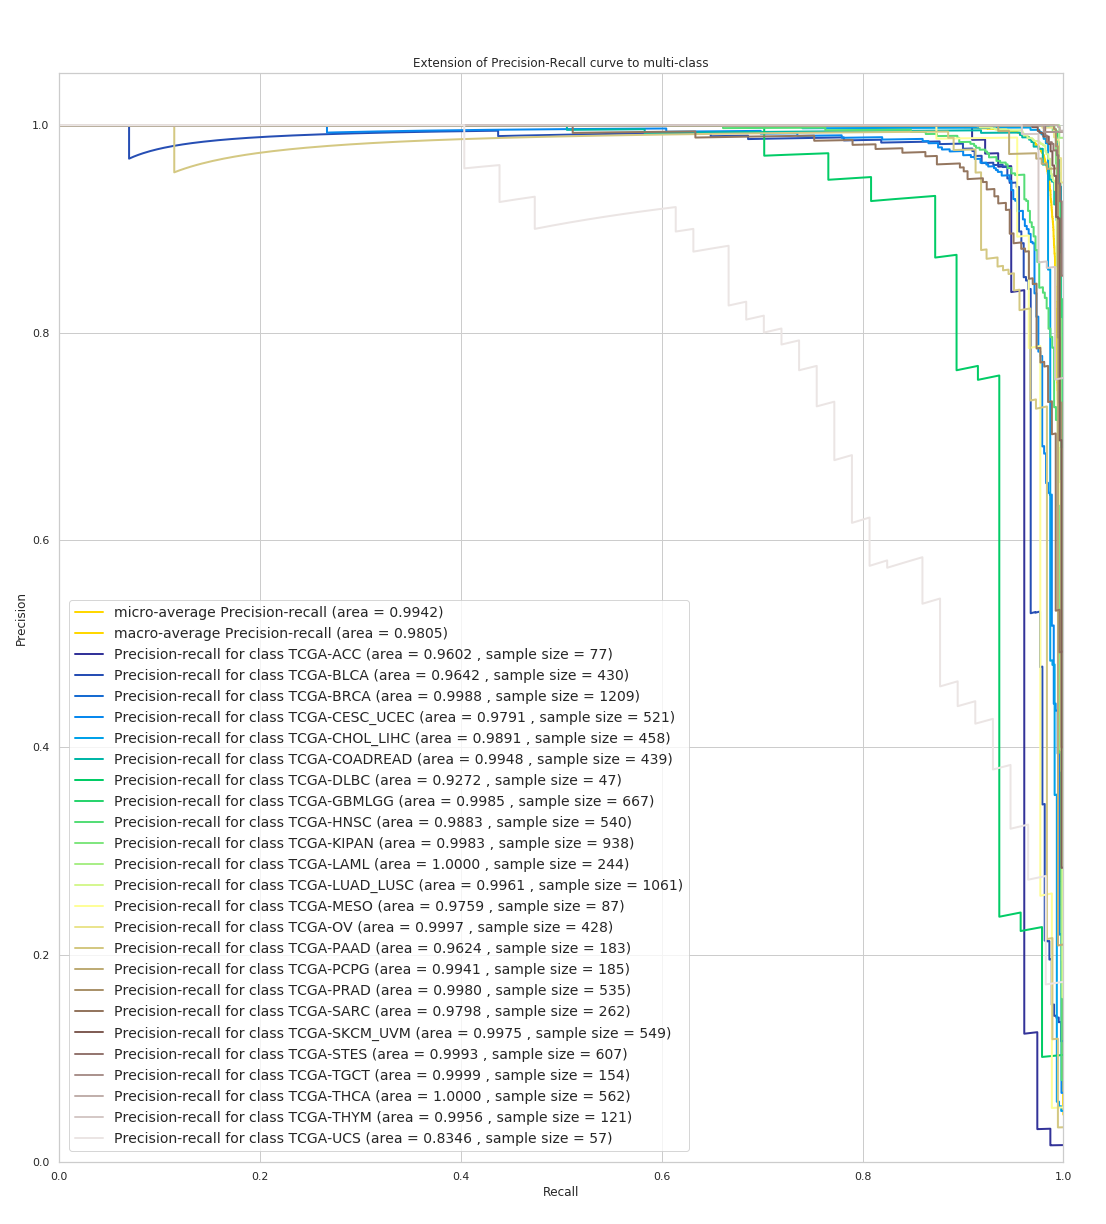 Extension of Precision-Recall curve to multi-class
1.0
0.8
0.6
0.4
0.2
0.0
Precision
micro-average Precision-recall (area = 0.9942)
macro-average Precision-recall (area = 0.9805)
Precision-recall for class TCGA-ACC (area = 0.9602 , sample size = 77)
Precision-recall for class TCGA-BLCA (area = 0.9642 , sample size = 430)
Precision-recall for class TCGA-BRCA (area = 0.9988 , sample size = 1209)
Precision-recall for class TCGA-CESC_UCEC (area = 0.9791 , sample size = 521)
Precision-recall for class TCGA-CHOL_LIHC (area = 0.9891 , sample size = 458)
Precision-recall for class TCGA-COADREAD (area = 0.9948 , sample size = 439)
Precision-recall for class TCGA-DLBC (area = 0.9272 , sample size = 47)
Precision-recall for class TCGA-GBMLGG (area = 0.9985 , sample size = 667)
Precision-recall for class TCGA-HNSC (area = 0.9883 , sample size = 540)
Precision-recall for class TCGA-KIPAN (area = 0.9983 , sample size = 938)
Precision-recall for class TCGA-LAML (area = 1.0000 , sample size = 244)
Precision-recall for class TCGA-LUAD_LUSC (area = 0.9961 , sample size = 1061)
Precision-recall for class TCGA-MESO (area = 0.9759 , sample size = 87)
Precision-recall for class TCGA-OV (area = 0.9997 , sample size = 428)
Precision-recall for class TCGA-PAAD (area = 0.9624 , sample size = 183)
Precision-recall for class TCGA-PCPG (area = 0.9941 , sample size = 185)
Precision-recall for class TCGA-PRAD (area = 0.9980 , sample size = 535)
Precision-recall for class TCGA-SARC (area = 0.9798 , sample size = 262)
Precision-recall for class TCGA-SKCM_UVM (area = 0.9975 , sample size = 549)
Precision-recall for class TCGA-STES (area = 0.9993 , sample size = 607)
Precision-recall for class TCGA-TGCT (area = 0.9999 , sample size = 154)
Precision-recall for class TCGA-THCA (area = 1.0000 , sample size = 562)
Precision-recall for class TCGA-THYM (area = 0.9956 , sample size = 121)
Precision-recall for class TCGA-UCS (area = 0.8346 , sample size = 57)
0.0 0.2 0.4 0.6 0.8 1.0
Recall